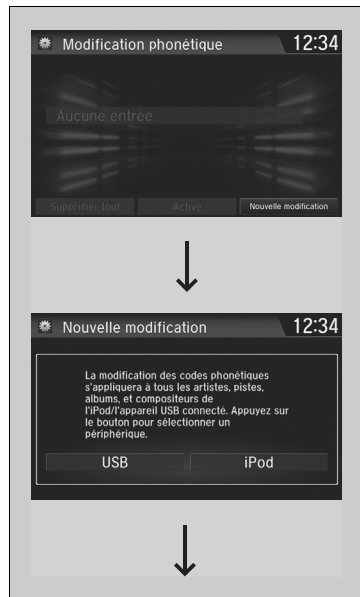 Modification phonétique 12:34
Aucune entrée
Supprimer tout Activé Nouvelle modification
Nouvelle modification 12:34
La modification des codes phonétiques
s'appliquera à tous les artistes, pistes,
albums, et compositeurs de
l'iPod/l'appareil USB connecté. Appuyez sur
le bouton pour sélectionner un
périphérique.
USB iPod